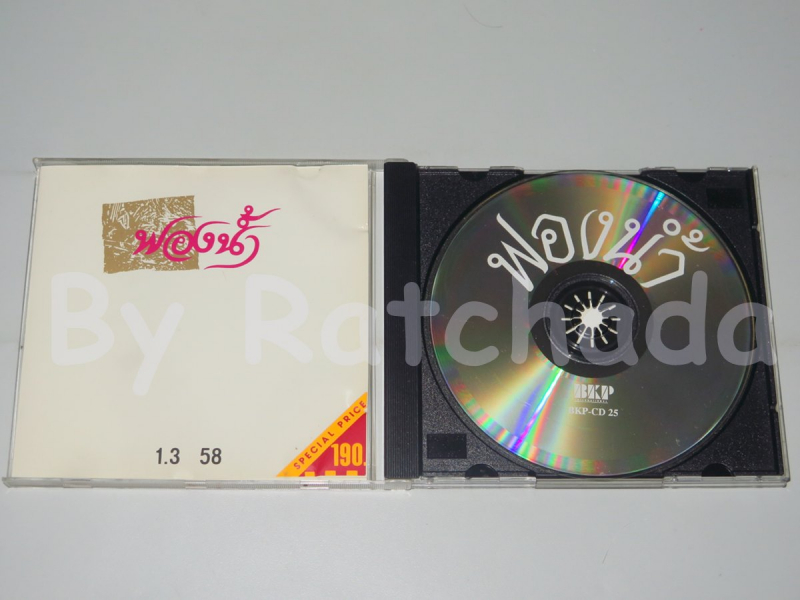 ฟองน้ำ
1.3 58
SPECIAL PRICE
190.
ฟองน้ำ
BKP
BKP-CD 25
By Ratchada